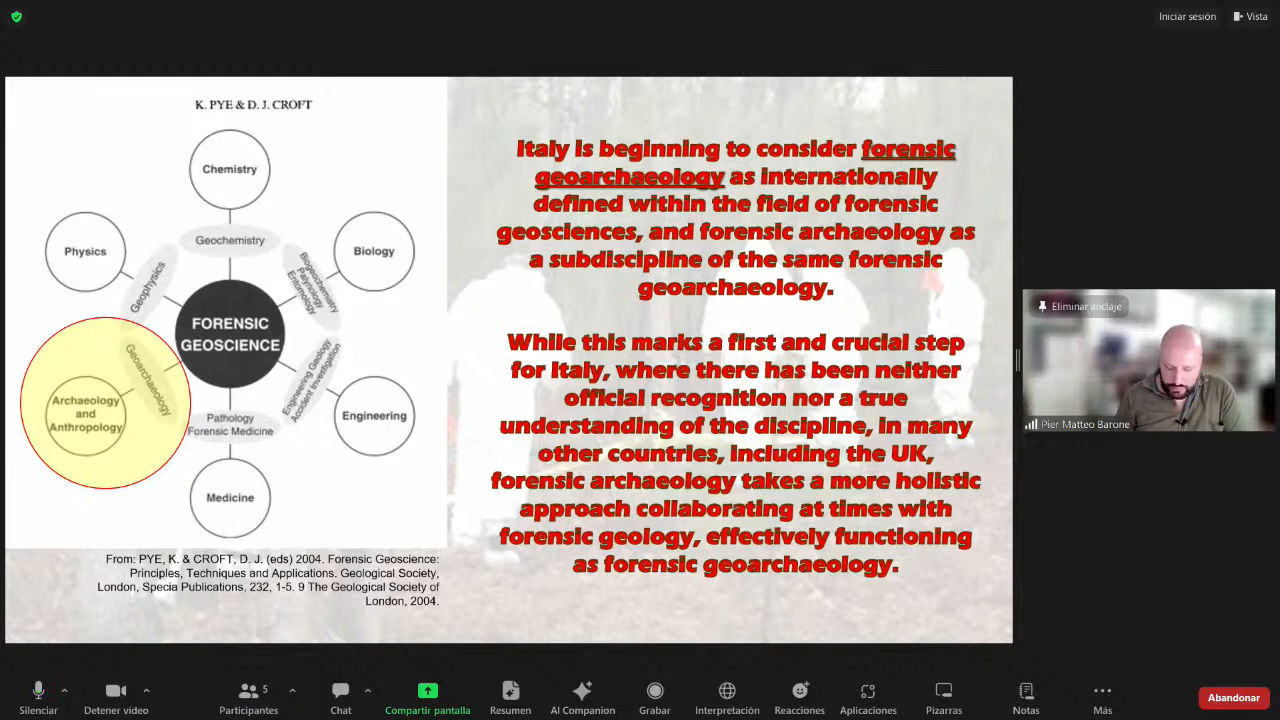 Iniciar sesión
Vista
K. PYE & D. J. CROFT
Chemistry
Physics
Geochemistry
Biology
Geophysics
Biogeochemistry
Palynology
Entomology
FORENSIC
GEOSCIENCE
Geoarchaeology
Engineering Geology
Accident Investigation
Archaeology
and
Anthropology
Pathology
Forensic Medicine
Engineering
Medicine
From: PYE, K. & CROFT, D. J. (eds) 2004. Forensic Geoscience:
Principles, Techniques and Applications. Geological Society,
London, Specia Publications, 232, 1-5. 9 The Geological Society of
London, 2004.
Italy is beginning to consider forensic
geoarchaeology as internationally
defined within the field of forensic
geosciences, and forensic archaeology as
a subdiscipline of the same forensic
geoarchaeology.
While this marks a first and crucial step
for Italy, where there has been neither
official recognition nor a true
understanding of the discipline, in many
other countries, including the UK,
forensic archaeology takes a more holistic
approach collaborating at times with
forensic geology, effectively functioning
as forensic geoarchaeology.
Eliminar anclaje
Pier Matteo Barone
Silenciar
Detener video
5
Participantes
Chat
Compartir pantalla
Resumen
AI Companion
Grabar
Interpretación
Reacciones
Aplicaciones
Pizarras
Notas
Más
Abandonar